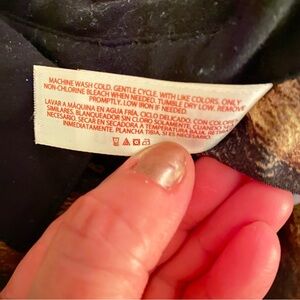 MACHINE WASH COLD. GENTLE CYCLE. WITH LIKE COLORS. ONLY
NON-CHLORINE BLEACH WHEN NEEDED. TUMBLE DRY LOW. REMOVE
PROMPTLY. LOW IRON IF NEEDED.
LAVAR A MÁQUINA EN AGUA FRÍA. CICLO DELICADO. CON COLORES
SIMILARES. BLANQUEADOR SIN CLORO SOLAMENTE, CUANDO
NECESARIO. SECAR EN SECADORA A TEMPERATURA BAJA.
INMEDIATAMENTE. PLANCHA TIBIA, SI ES NECESARIO.